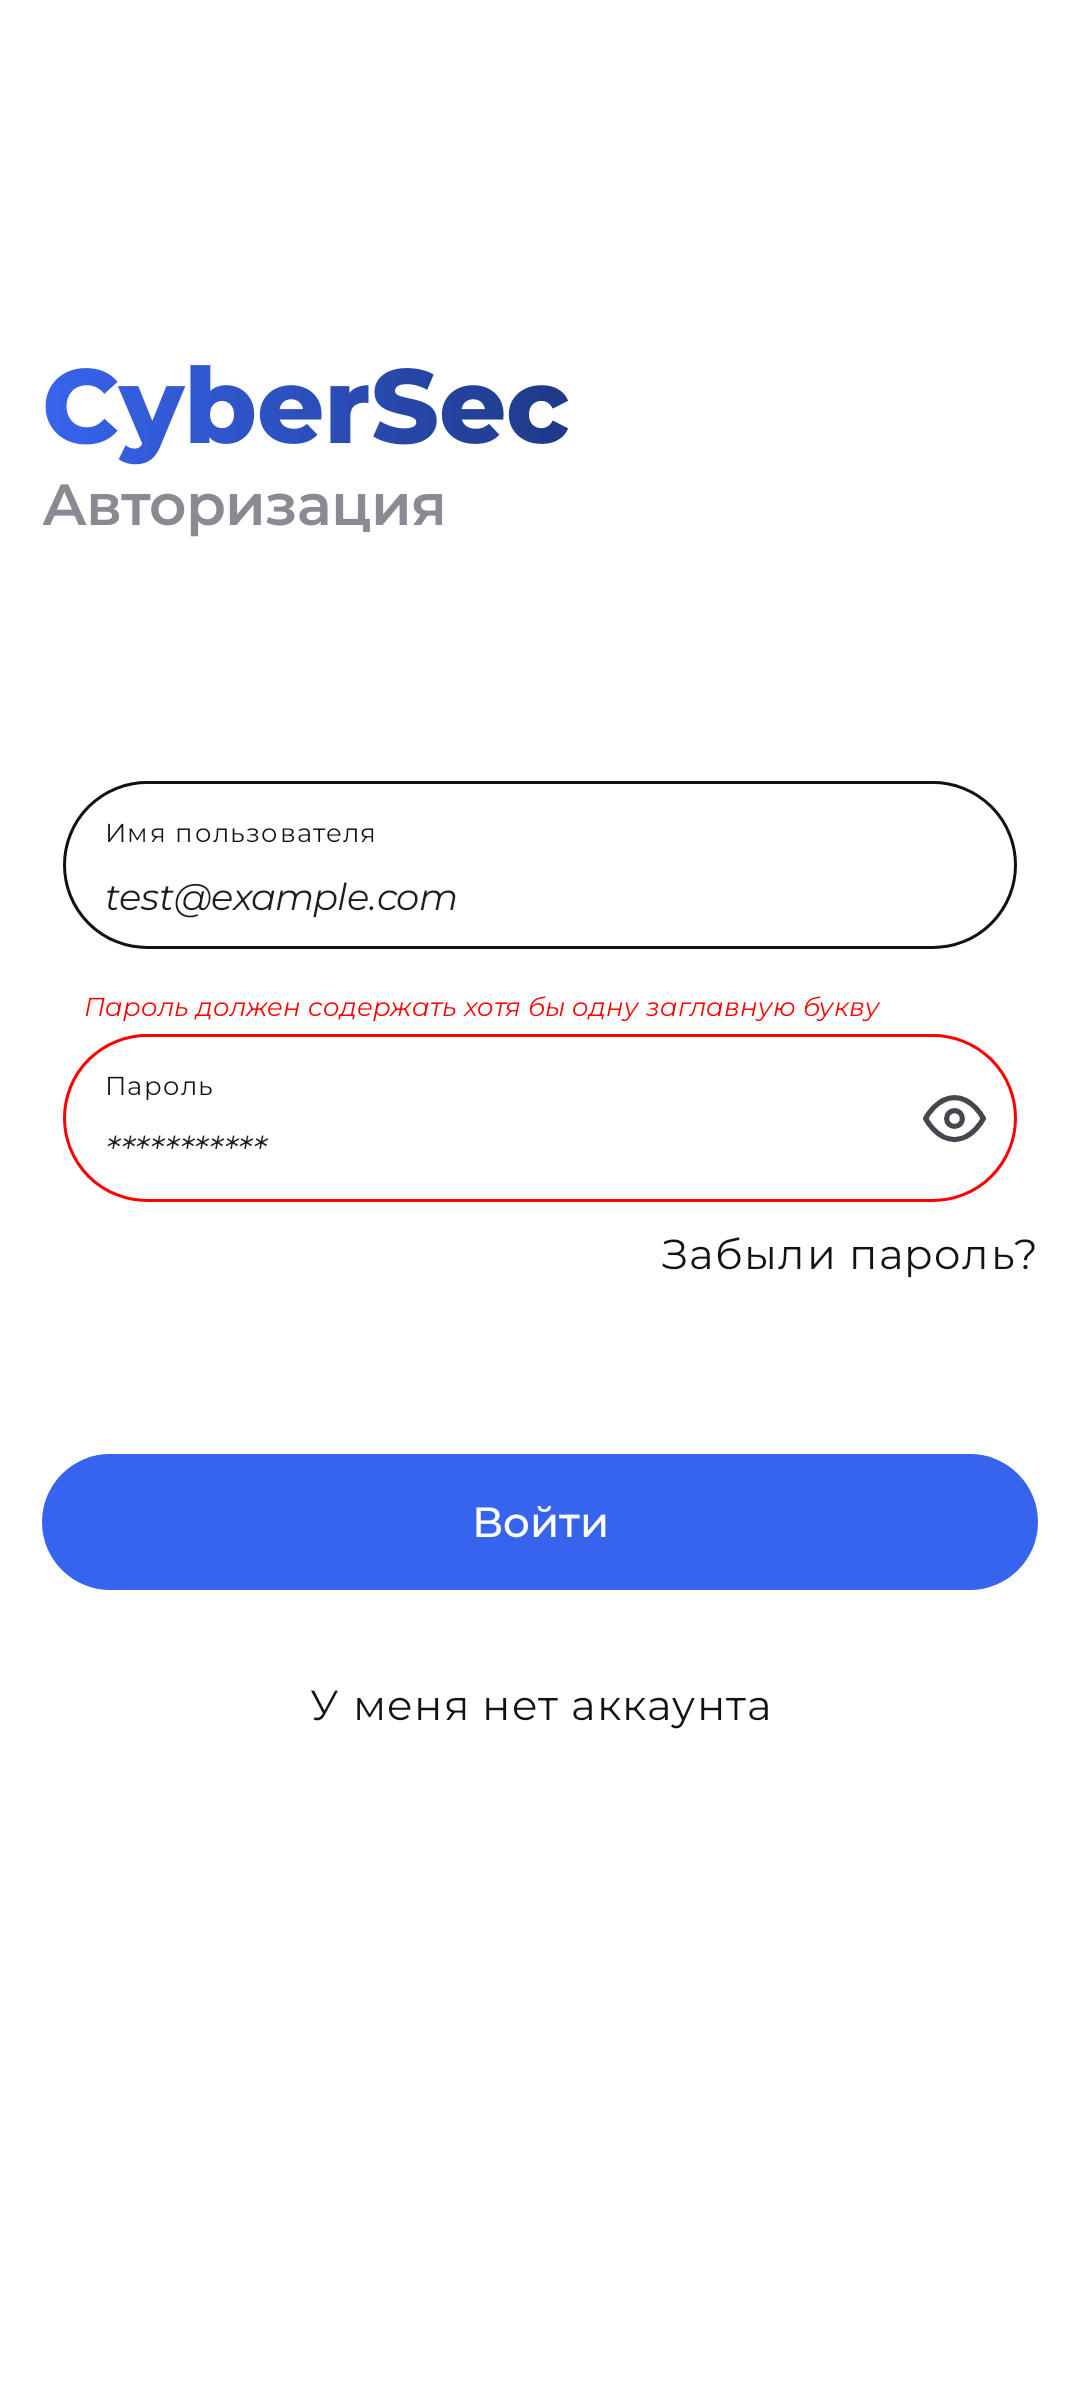 CyberSec
Авторизация
Имя пользователя
test@example.com
Пароль должен содержать хотя бы одну заглавную букву
Пароль
***********
Забыли пароль?
Войти
У меня нет аккаунта